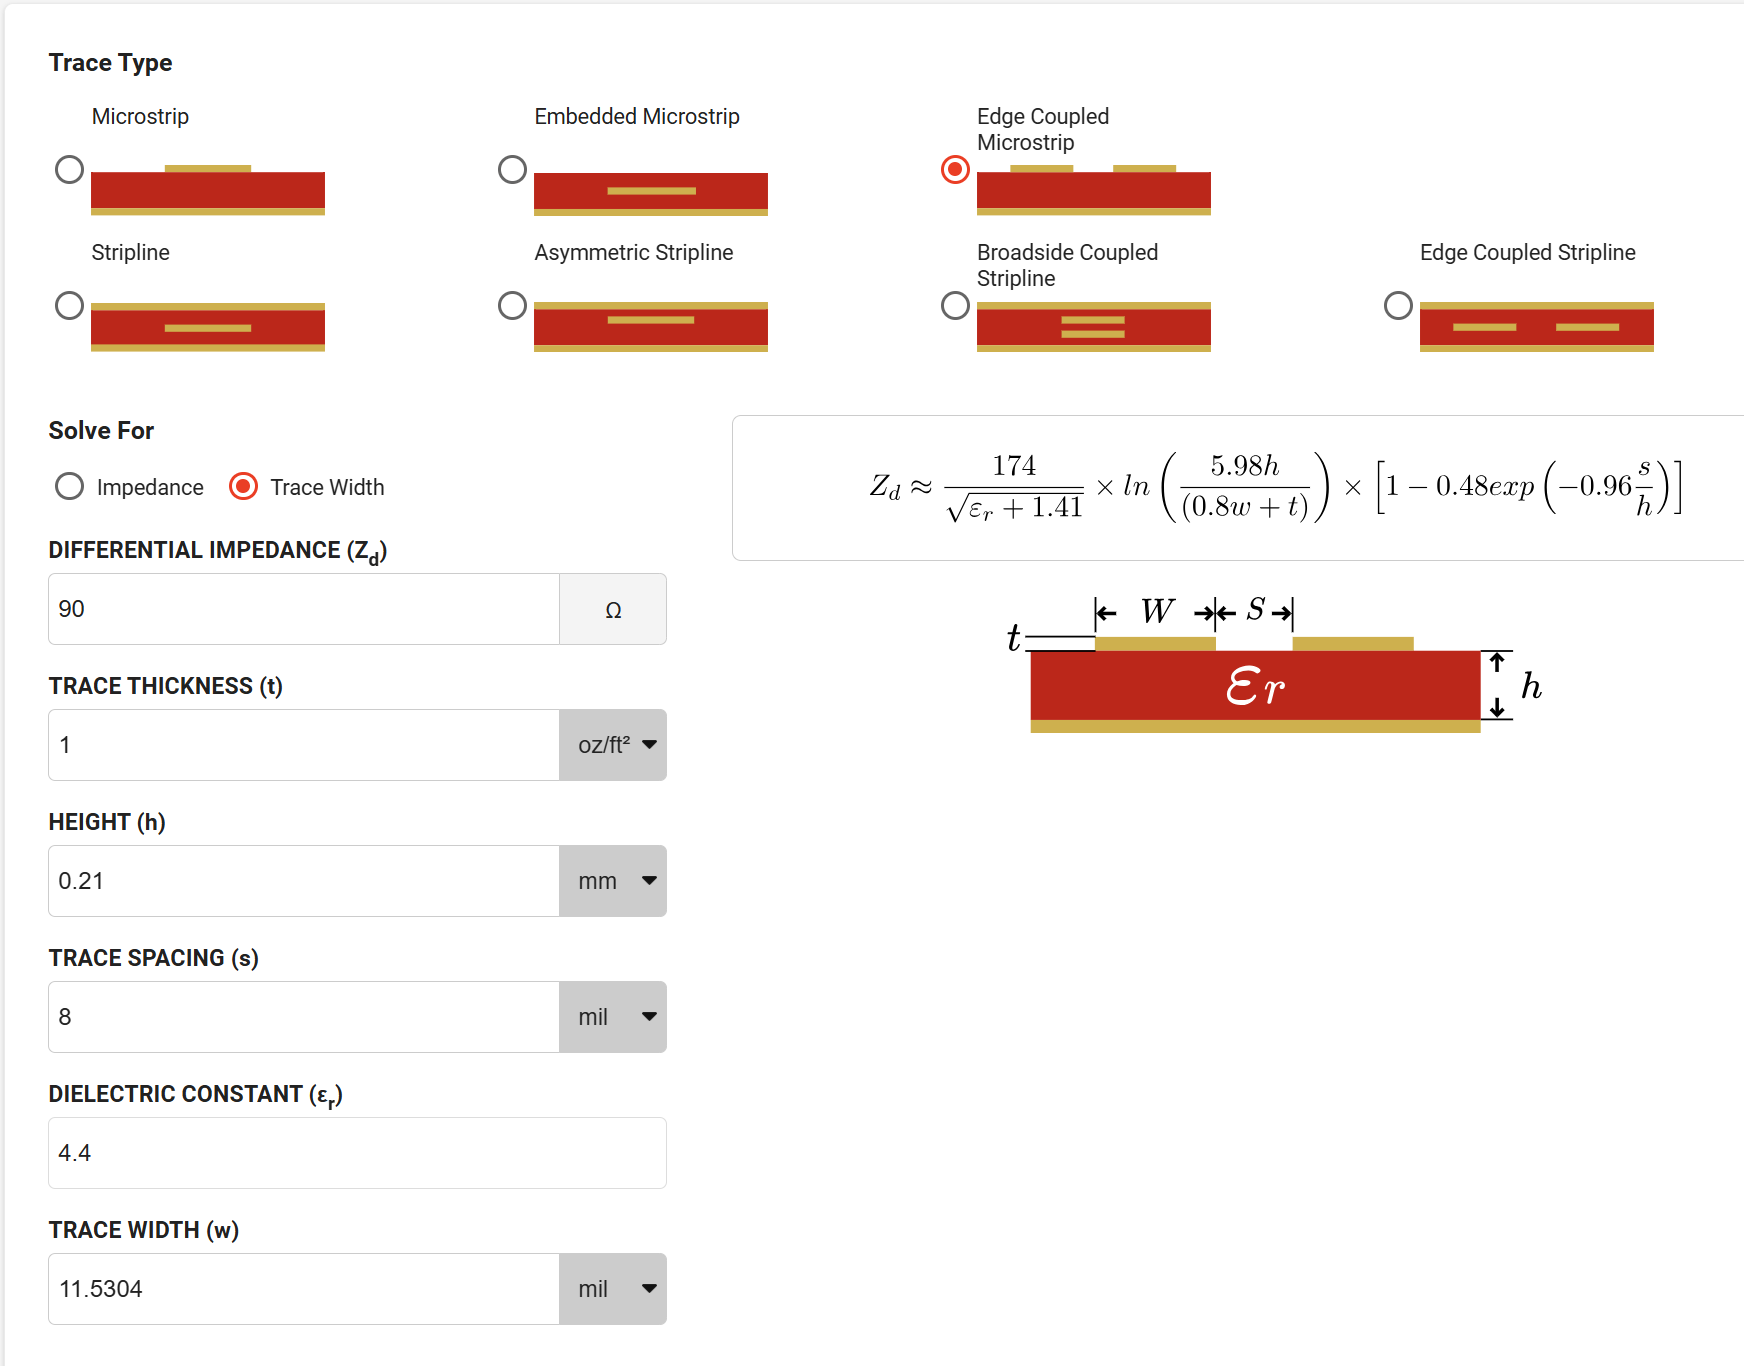 Trace Type
Microstrip
Embedded Microstrip
Edge Coupled
Microstrip
Stripline
Asymmetric Stripline
Broadside Coupled
Stripline
Edge Coupled Stripline
Solve For
Impedance
Trace Width
Z_d ≈ 174/√(ε_r + 1.41) × ln (5.98h/(0.8w + t)) × [1 − 0.48exp (−0.96 s/h)]
DIFFERENTIAL IMPEDANCE (Z_d)
90 Ω
TRACE THICKNESS (t)
1 oz/ft²
HEIGHT (h)
0.21 mm
TRACE SPACING (s)
8 mil
DIELECTRIC CONSTANT (ε_r)
4.4
TRACE WIDTH (w)
11.5304 mil
W S
t
εr
h